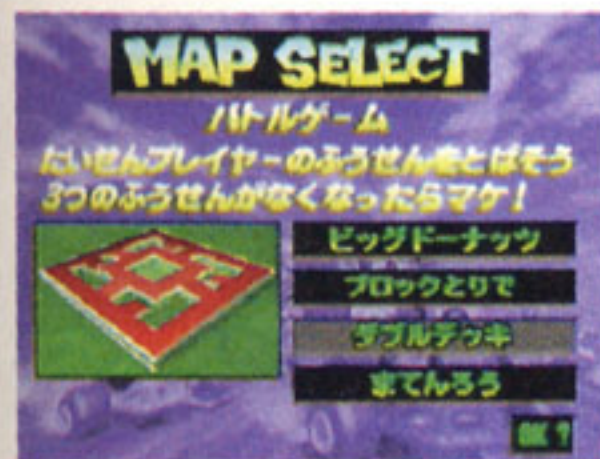 MAP SELECT
バトルゲーム
たいせんプレイヤーのふうせんをとばそう
3つのふうせんがなくなったらマケ!
ビッグドーナッツ
ブロックとりで
ダブルデッキ
まてんろう
OK ?